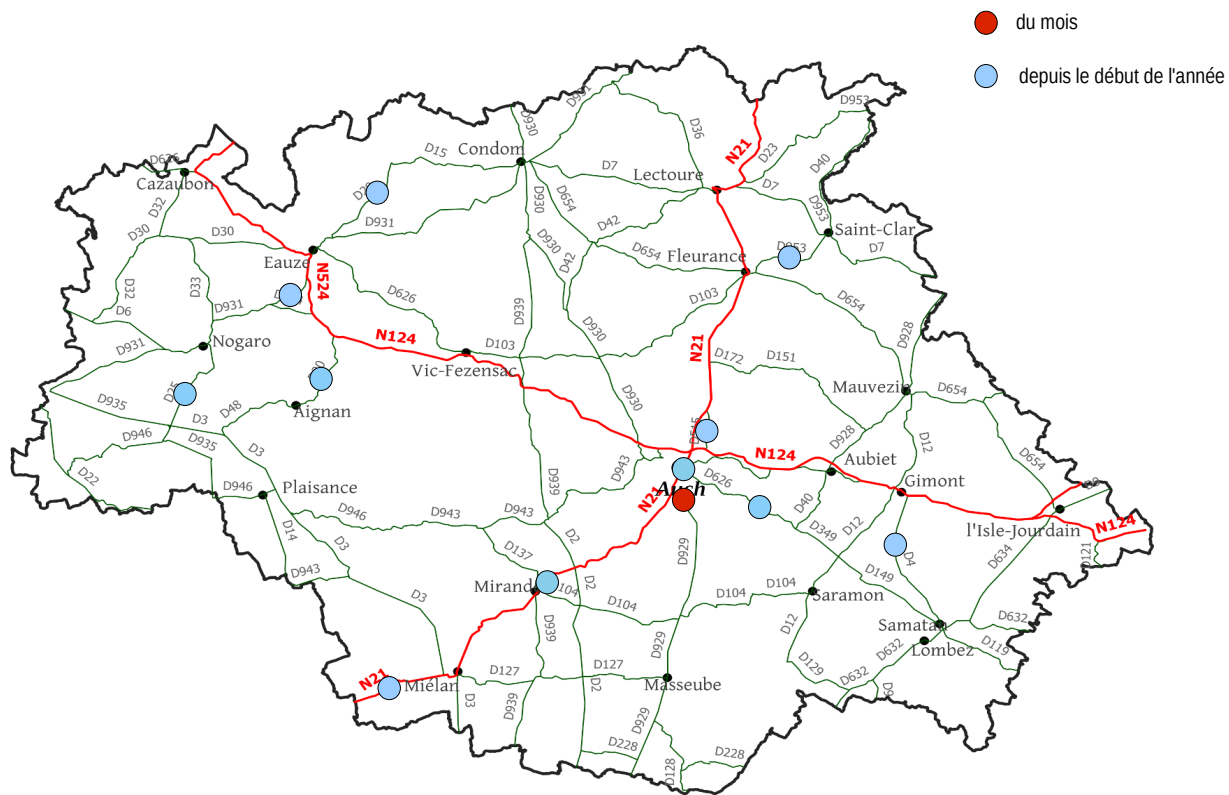 du mois
depuis le début de l'année
D953
D991
D930
D36
N21
D23
D40
D15
Condom
D7
Lectoure
D7
D626
Cazaubon
D32
D930
D654
D42
D953
Saint-Clar
D931
D30
D30
Eauze
N524
D930
D42
D654
Fleurance
D7
D32
D33
D6
D931
D626
D939
D103
D654
D928
D931
Nogaro
N124
D103
Vic-Fezensac
D930
N21
D172
D151
Mauvezin
D654
D935
D48
Aignan
D930
D3
D946
D935
D3
D928
D12
D22
D946
Plaisance
D946
D943
D939
D943
D626
N124
Aubiet
Gimont
D654
Auch
N21
D40
l'Isle-Jourdain
N124
D14
D3
D943
D943
D2
D137
D349
D12
D4
D634
D121
D929
D149
D943
D3
D2
D104
D104
D104
Saramon
D12
D939
D929
Samatan
Lombez
D632
D632
D119
N21
Miélan
D127
D127
D2
Masseube
D129
D632
D3
D939
D929
D228
D228
D128